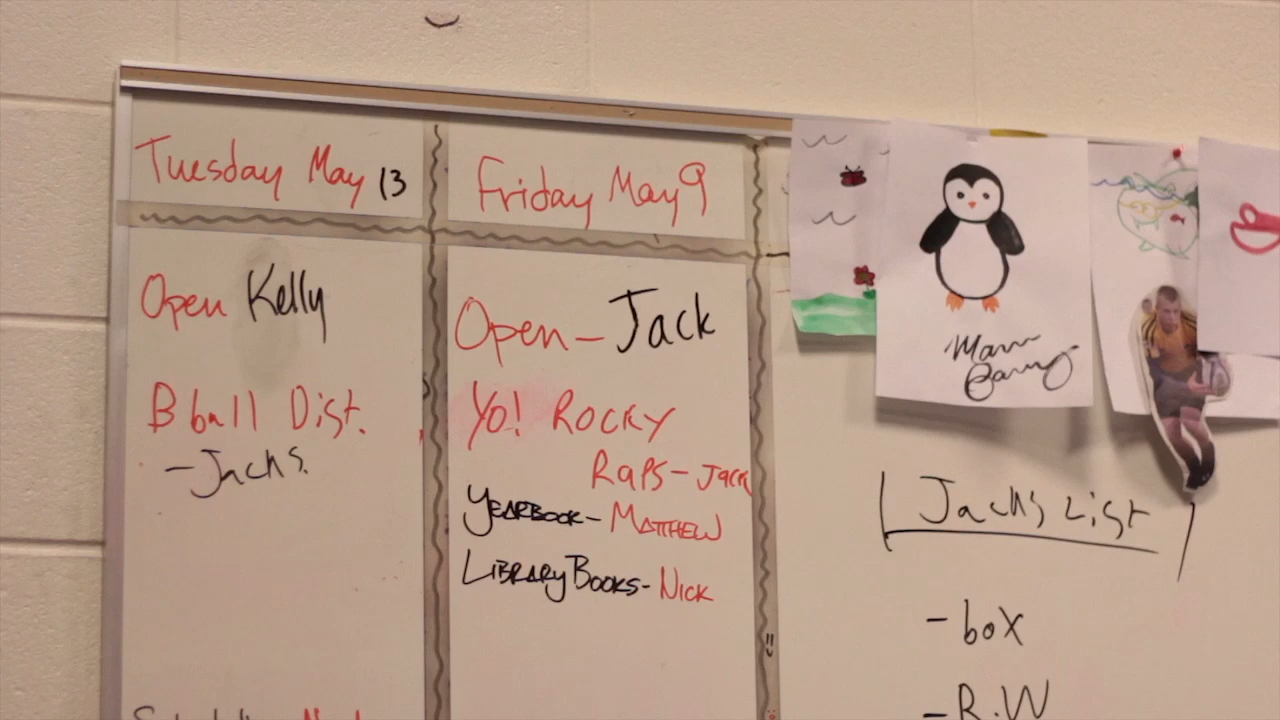 Tuesday May 13
Open Kelly
B ball Dist.
- Jacks.
Friday May 9
Open - Jack
Yo! Rocky
Raps - Jack
Yearbook - Matthew
Library Books - Nick
Jack's List
- box
- R.W